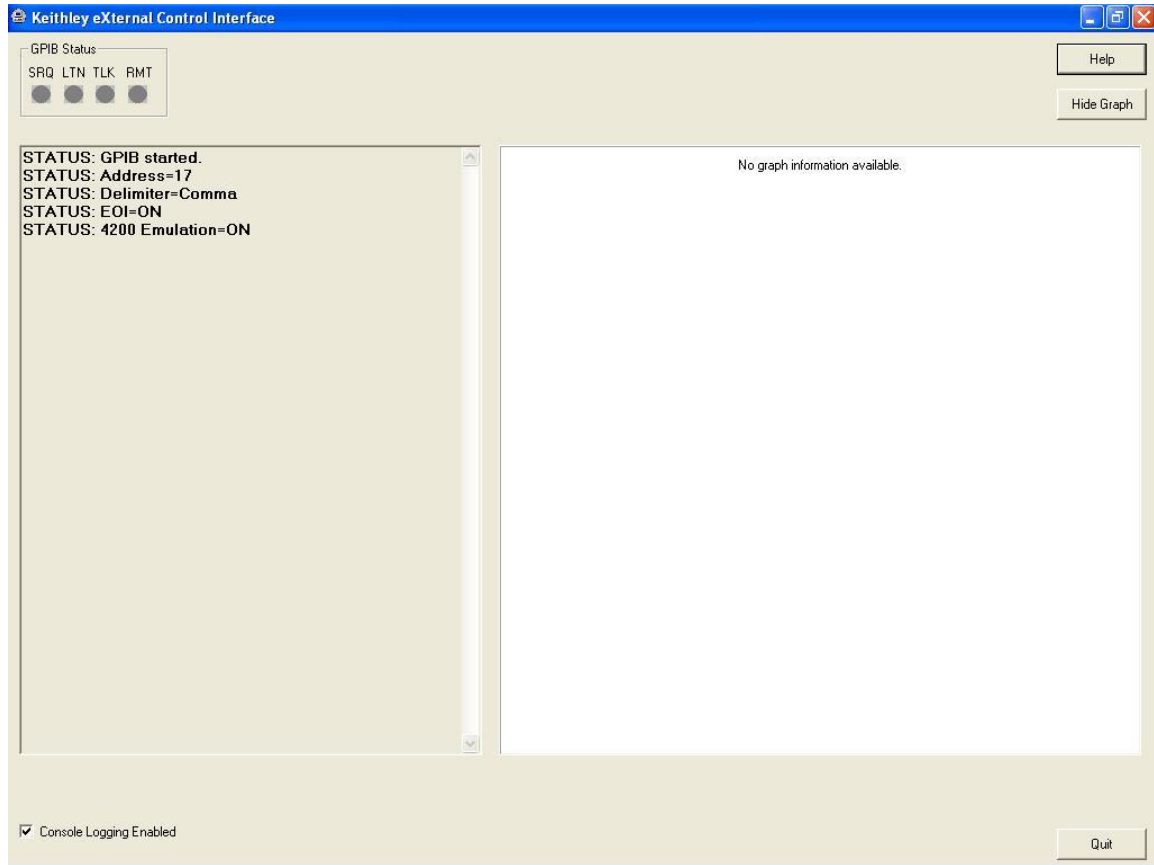 Keithley eXternal Control Interface
GPIB Status
SRQ LTN TLK RMT
Help
Hide Graph
STATUS: GPIB started.
STATUS: Address=17
STATUS: Delimiter=Comma
STATUS: EOI=ON
STATUS: 4200 Emulation=ON
No graph information available.
Console Logging Enabled
Quit